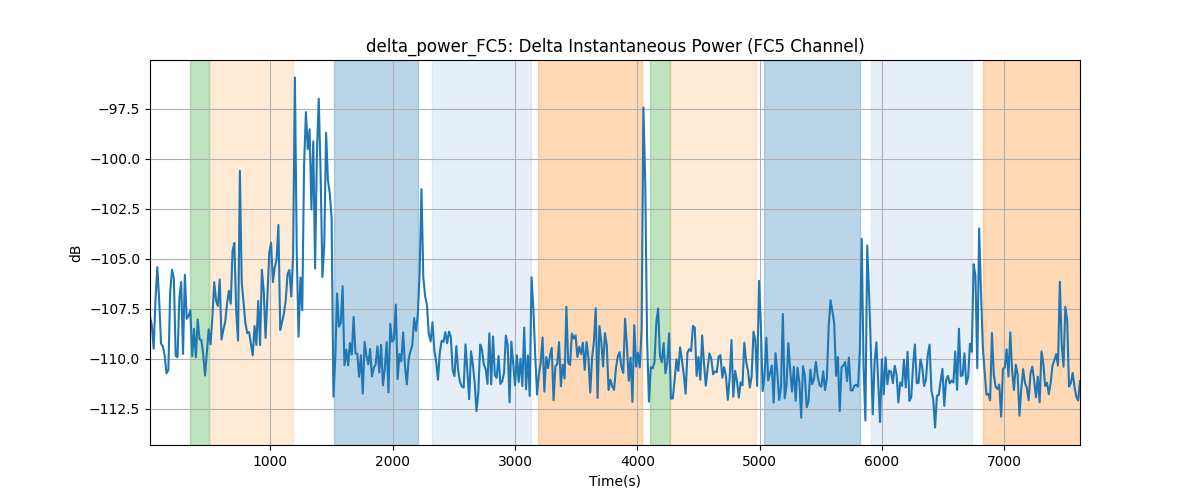 delta_power_FC5: Delta Instantaneous Power (FC5 Channel)
−97.5
−100.0
−102.5
−105.0
−107.5
−110.0
−112.5
dB
1000 2000 3000 4000 5000 6000 7000
Time(s)